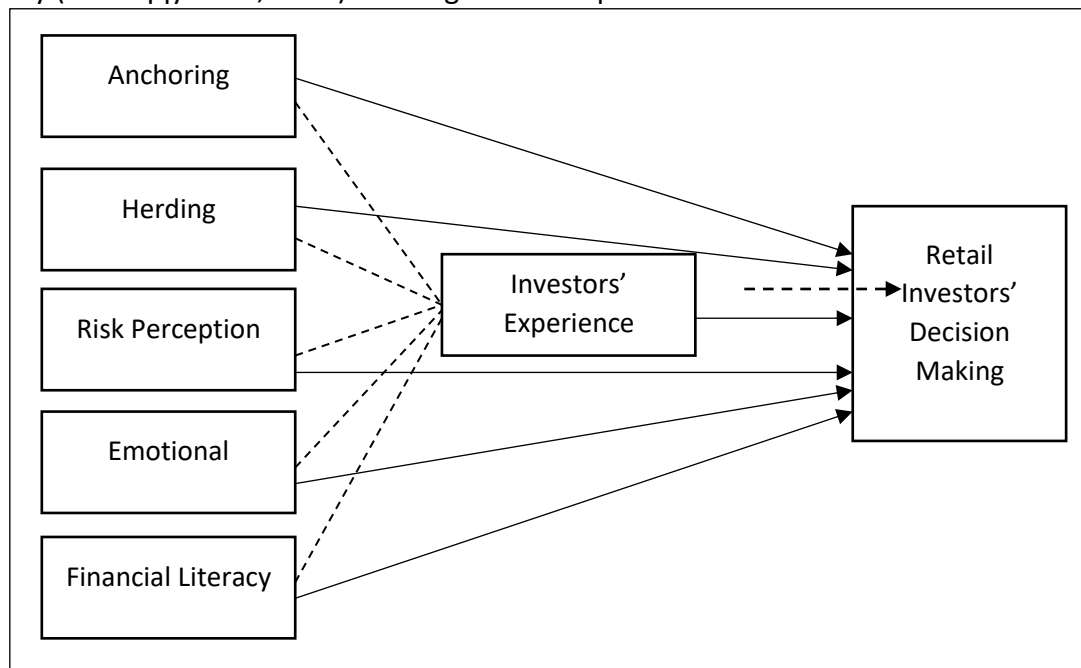 Anchoring
Herding
Risk Perception
Emotional
Financial Literacy
Investors’
Experience
Retail
Investors’
Decision
Making